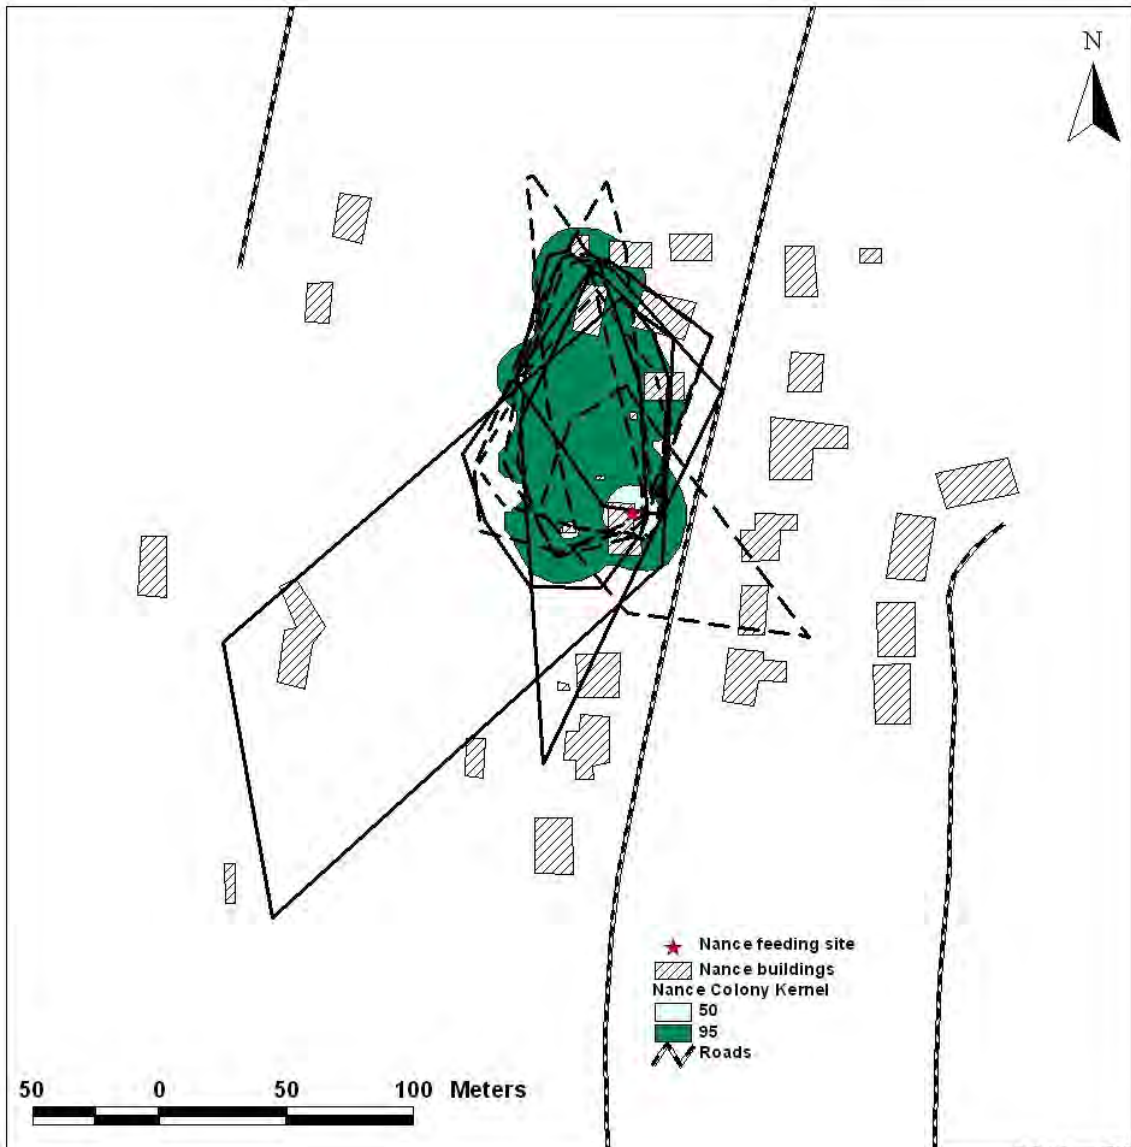 N
Nance feeding site
Nance buildings
Nance Colony Kernel
50
95
Roads
50 0 50 100 Meters